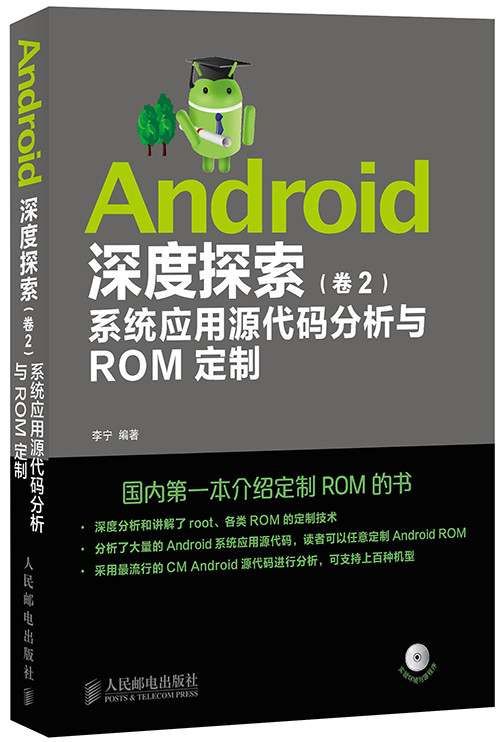 Android
深度探索（卷2）
系统应用源代码分析与
ROM 定制
李宁 编著
国内第一本介绍定制 ROM 的书
• 深度分析和讲解了 root、各类 ROM 的定制技术
• 分析了大量的 Android 系统应用源代码，读者可以任意定制 Android ROM
• 采用最流行的 CM Android 源代码进行分析，可支持上百种机型
人民邮电出版社
POSTS & TELECOM PRESS
Android 深度探索（卷2）
系统应用源代码分析
与ROM 定制
人民邮电出版社